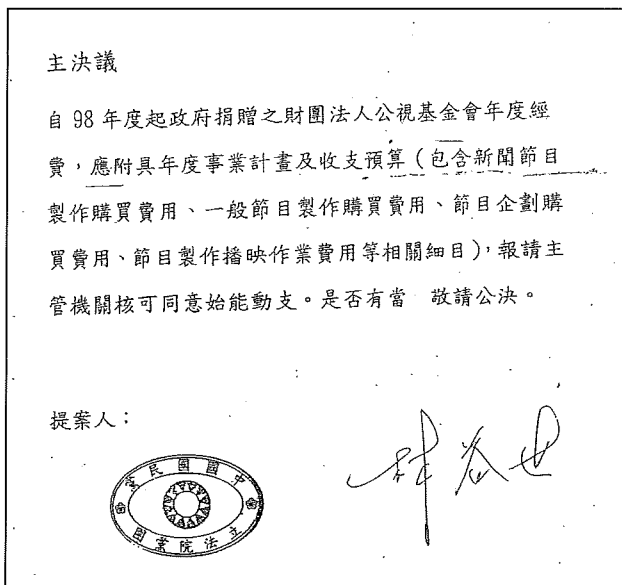 主決議
自 98 年度起政府捐贈之財團法人公視基金會年度經
費，應附具年度事業計畫及收支預算（包含新聞節目
製作購買費用、一般節目製作購買費用、節目企劃購
買費用、節目製作播映作業費用等相關細目），報請主
管機關核可同意始能動支。是否有當　敬請公決。
提案人：
中國國民黨
立法院黨團
林益世